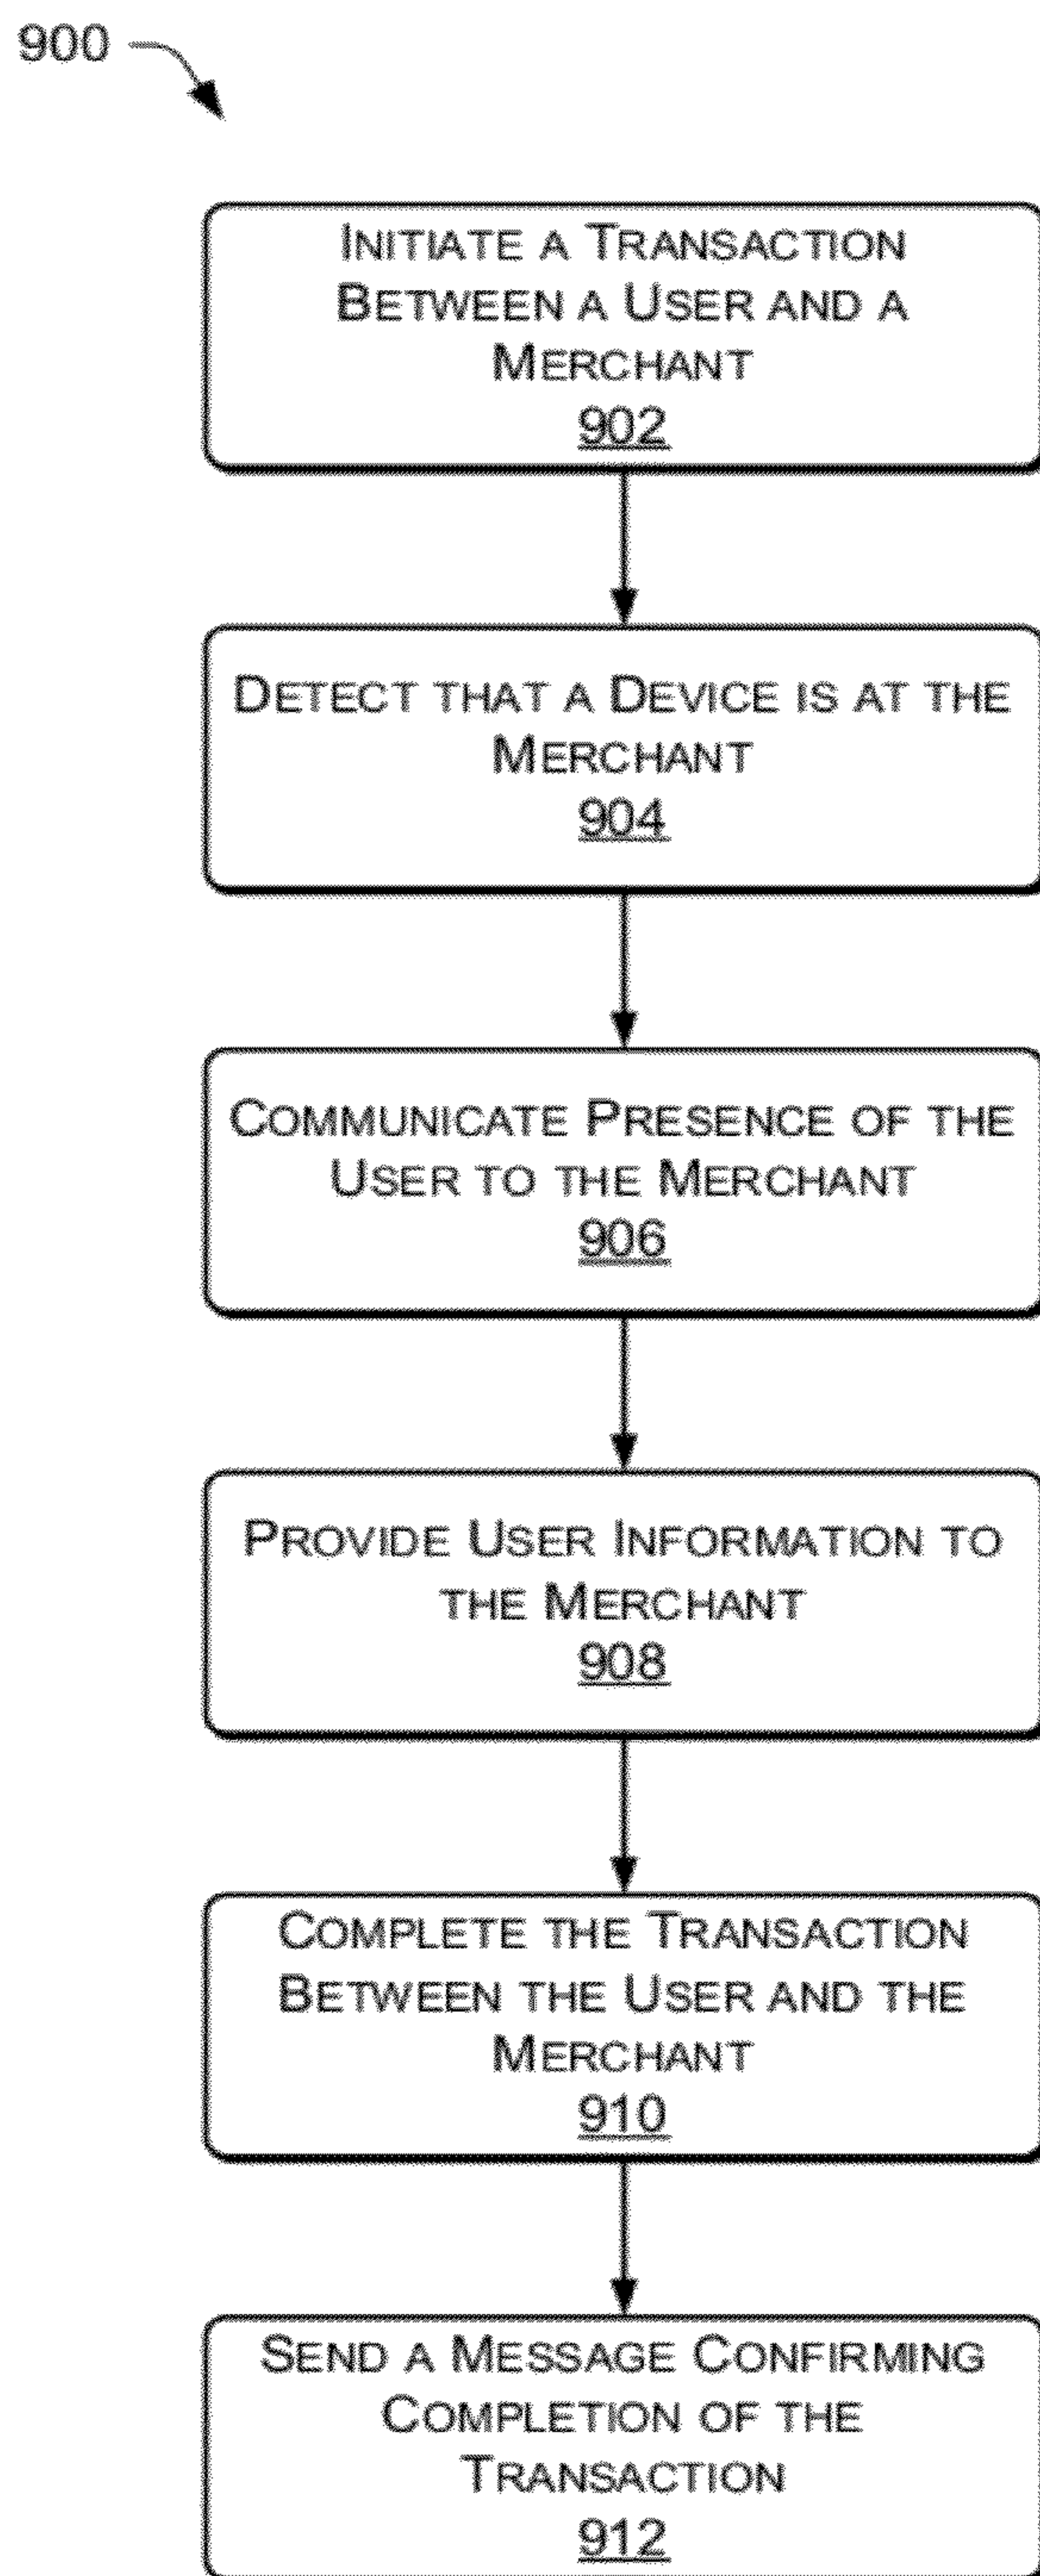 900
INITIATE A TRANSACTION
BETWEEN A USER AND A
MERCHANT
902
DETECT THAT A DEVICE IS AT THE
MERCHANT
904
COMMUNICATE PRESENCE OF THE
USER TO THE MERCHANT
906
PROVIDE USER INFORMATION TO
THE MERCHANT
908
COMPLETE THE TRANSACTION
BETWEEN THE USER AND THE
MERCHANT
910
SEND A MESSAGE CONFIRMING
COMPLETION OF THE
TRANSACTION
912